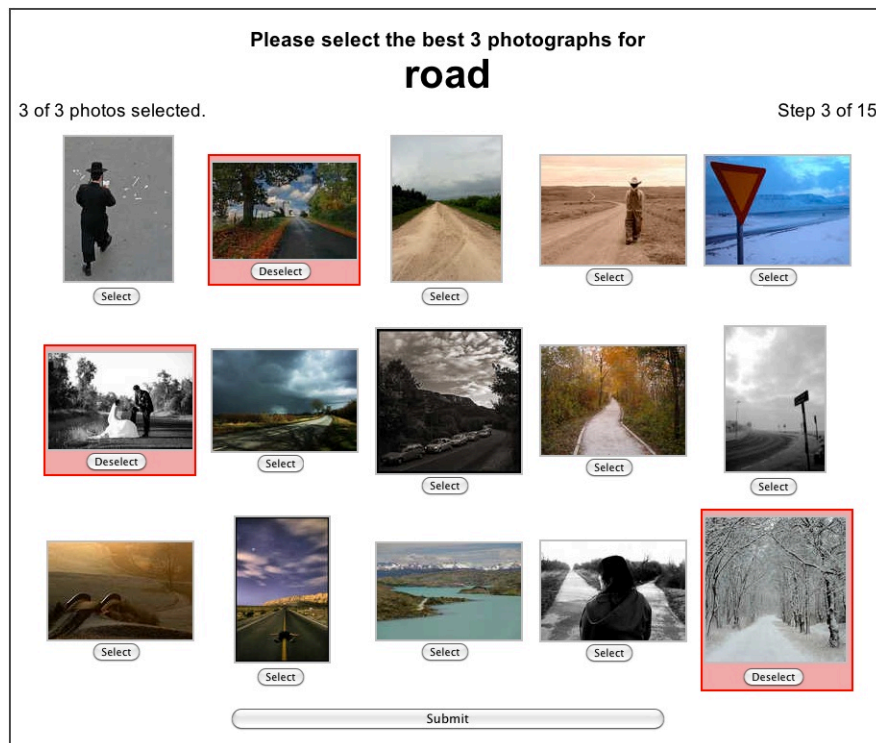 Please select the best 3 photographs for
road
3 of 3 photos selected.
Step 3 of 15
Select
Deselect
Select
Select
Select
Deselect
Select
Select
Select
Select
Select
Select
Select
Select
Deselect
Submit